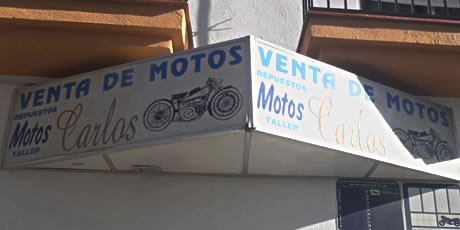 VENTA DE MOTOS
REPUESTOS
Motos Carlos
TALLER
VENTA DE MOTOS
REPUESTOS
Motos Carlos
TALLER